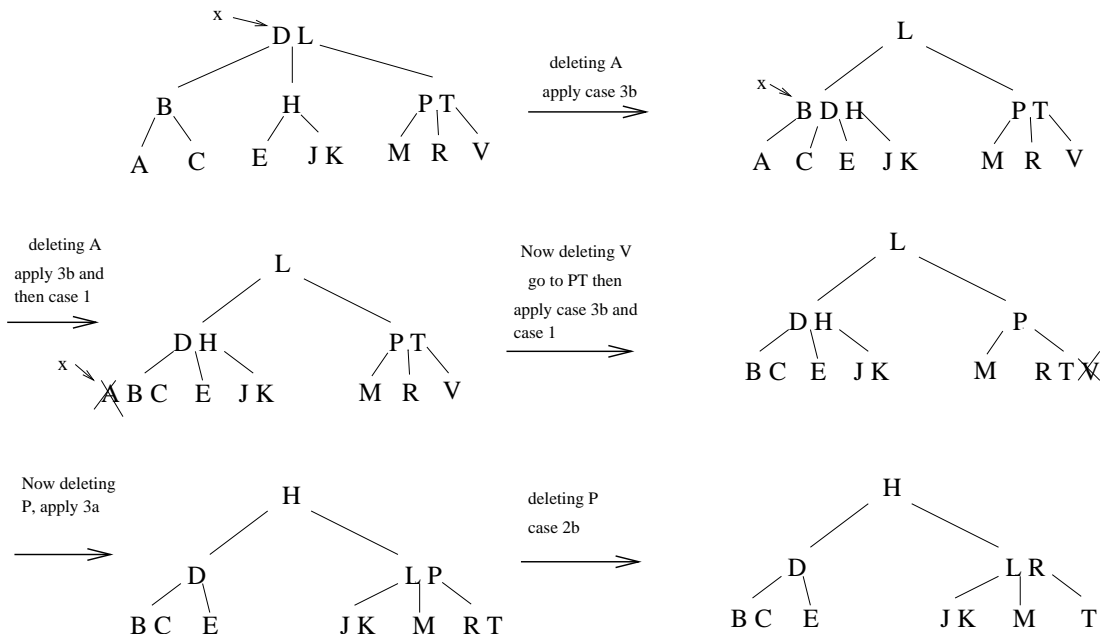 x
D L
B H P T
A C E J K M R V
deleting A
apply case 3b
L
x
B D H P T
A C E J K M R V
deleting A
apply 3b and
then case 1
L
D H P T
x
A B C E J K M R V
Now deleting V
go to PT then
apply case 3b and
case 1
L
D H P
B C E J K M R T V
Now deleting
P, apply 3a
H
D L P
B C E J K M R T
deleting P
case 2b
H
D L R
B C E J K M T